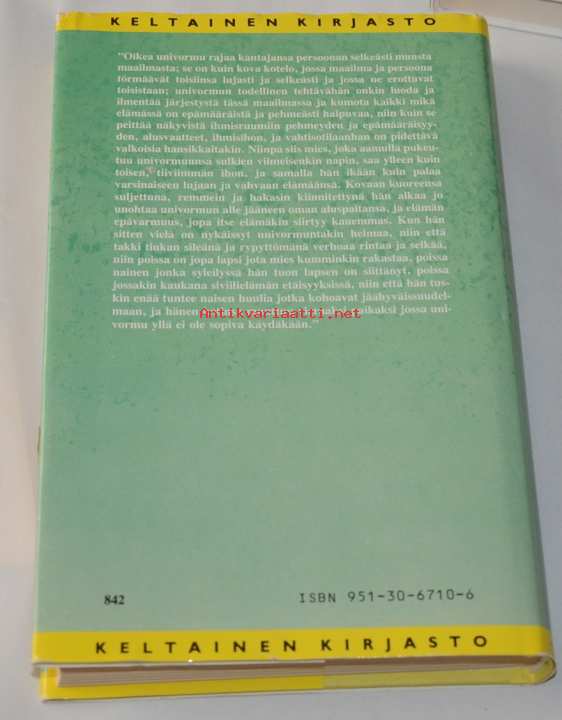 KELTAINEN KIRJASTO
"Oikea univormu rajaa kantajansa persoonan selkeästi muusta
maailmasta; se on kuin kova kotelo, jossa maailma ja persoona
törmäävät toisiinsa lujasti ja selkeästi ja jossa ne erottuvat
toisistaan; univormun todellinen tehtävähän onkin luoda ja
ilmentää järjestystä tässä maailmassa ja kumota kaikki mikä
elämässä on epämääräistä ja pehmeästi haipuvaa, niin kuin se
peittää näkyvistä ihmisruumiin pehmeyden ja epämääräisyy-
den, alusvaatteet, ihmisihon, ja vahtisotilaanhan on pidettävä
valkoisia hansikkaitakin. Niinpä siis mies, joka aamulla pukeu-
tuu univormuunsa sulkien viimeisenkin napin, saa ylleen kuin
toisen, tiiviimmän ihon, ja samalla hän ikään kuin palaa
varsinaiseen lujaan ja vahvaan elämäänsä. Kovaan kuoreensa
suljettuna, remmein ja hakasin kiinnitettynä hän alkaa jo
unohtaa univormun alle jääneen oman aluspaitansa, ja elämän
epävarmuus, jopa itse elämäkin siirtyy kauemmas. Kun hän
sitten vielä on nykäissyt univormuntakin helmaa, niin että
takki tiukan sileänä ja rypyttömänä verhoaa rintaa ja selkää,
niin poissa on jopa lapsi jota mies kumminkin rakastaa, poissa
nainen jonka syleilyssä hän tuon lapsen on siittänyt, poissa
jossakin kaukana siviilielämän etäisyyksissä, niin että hän tus-
kin enää tuntee naisen huulia jotka kohoavat jäähyväissuudel-
maan, ja hänen
Antikvariaatti.net
paikaksi jossa uni-
vormu yllä ei ole sopiva käydäkään."
842
ISBN 951-30-6710-6
KELTAINEN KIRJASTO